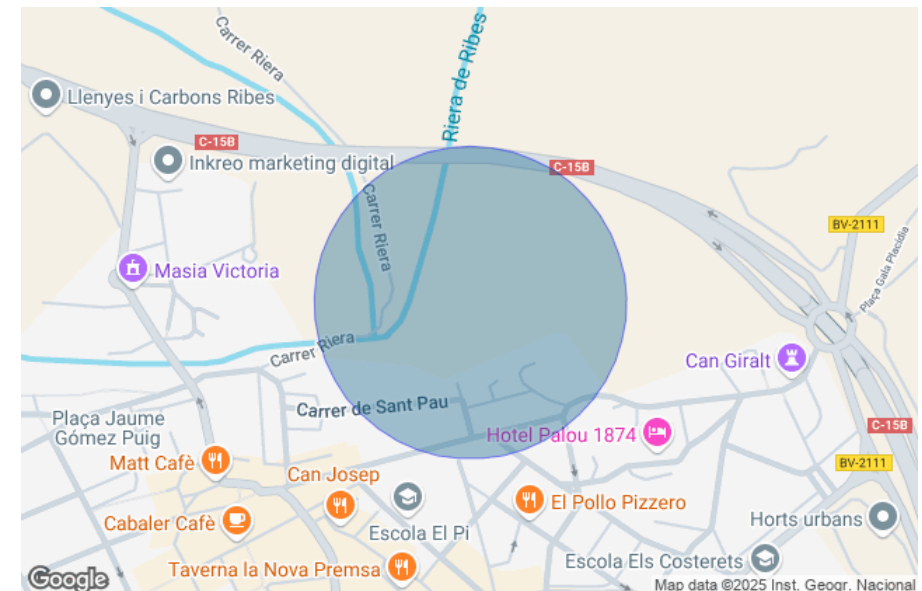 Carrer Riera
Riera de Ribes
Llenyes i Carbons Ribes
C-15B
Inkreo marketing digital
C-15B
Carrer Riera
BV-2111
Plaça Gala Placídia
Masia Victoria
Carrer Riera
Can Giralt
Carrer de Sant Pau
Plaça Jaume
Gómez Puig
Hotel Palou 1874
C-15B
Matt Cafè
BV-2111
Can Josep
El Pollo Pizzero
Cabaler Cafè
Escola El Pi
Horts urbans
Taverna la Nova Premsa
Escola Els Costerets
Google
Map data ©2025 Inst. Geogr. Nacional